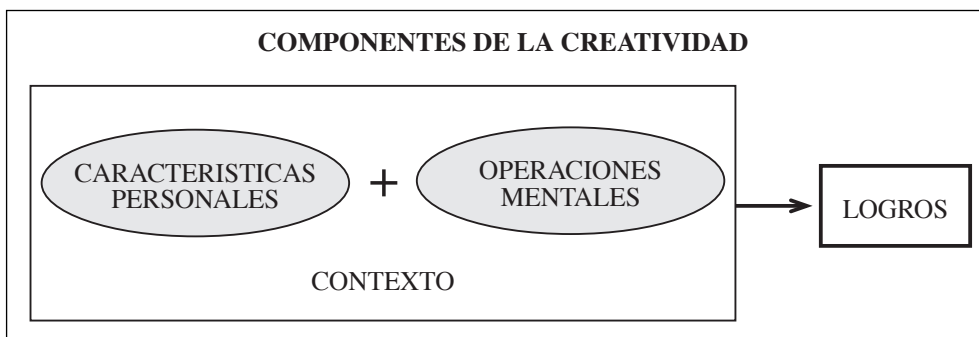 COMPONENTES DE LA CREATIVIDAD
CARACTERISTICAS
PERSONALES
+
OPERACIONES
MENTALES
LOGROS
CONTEXTO